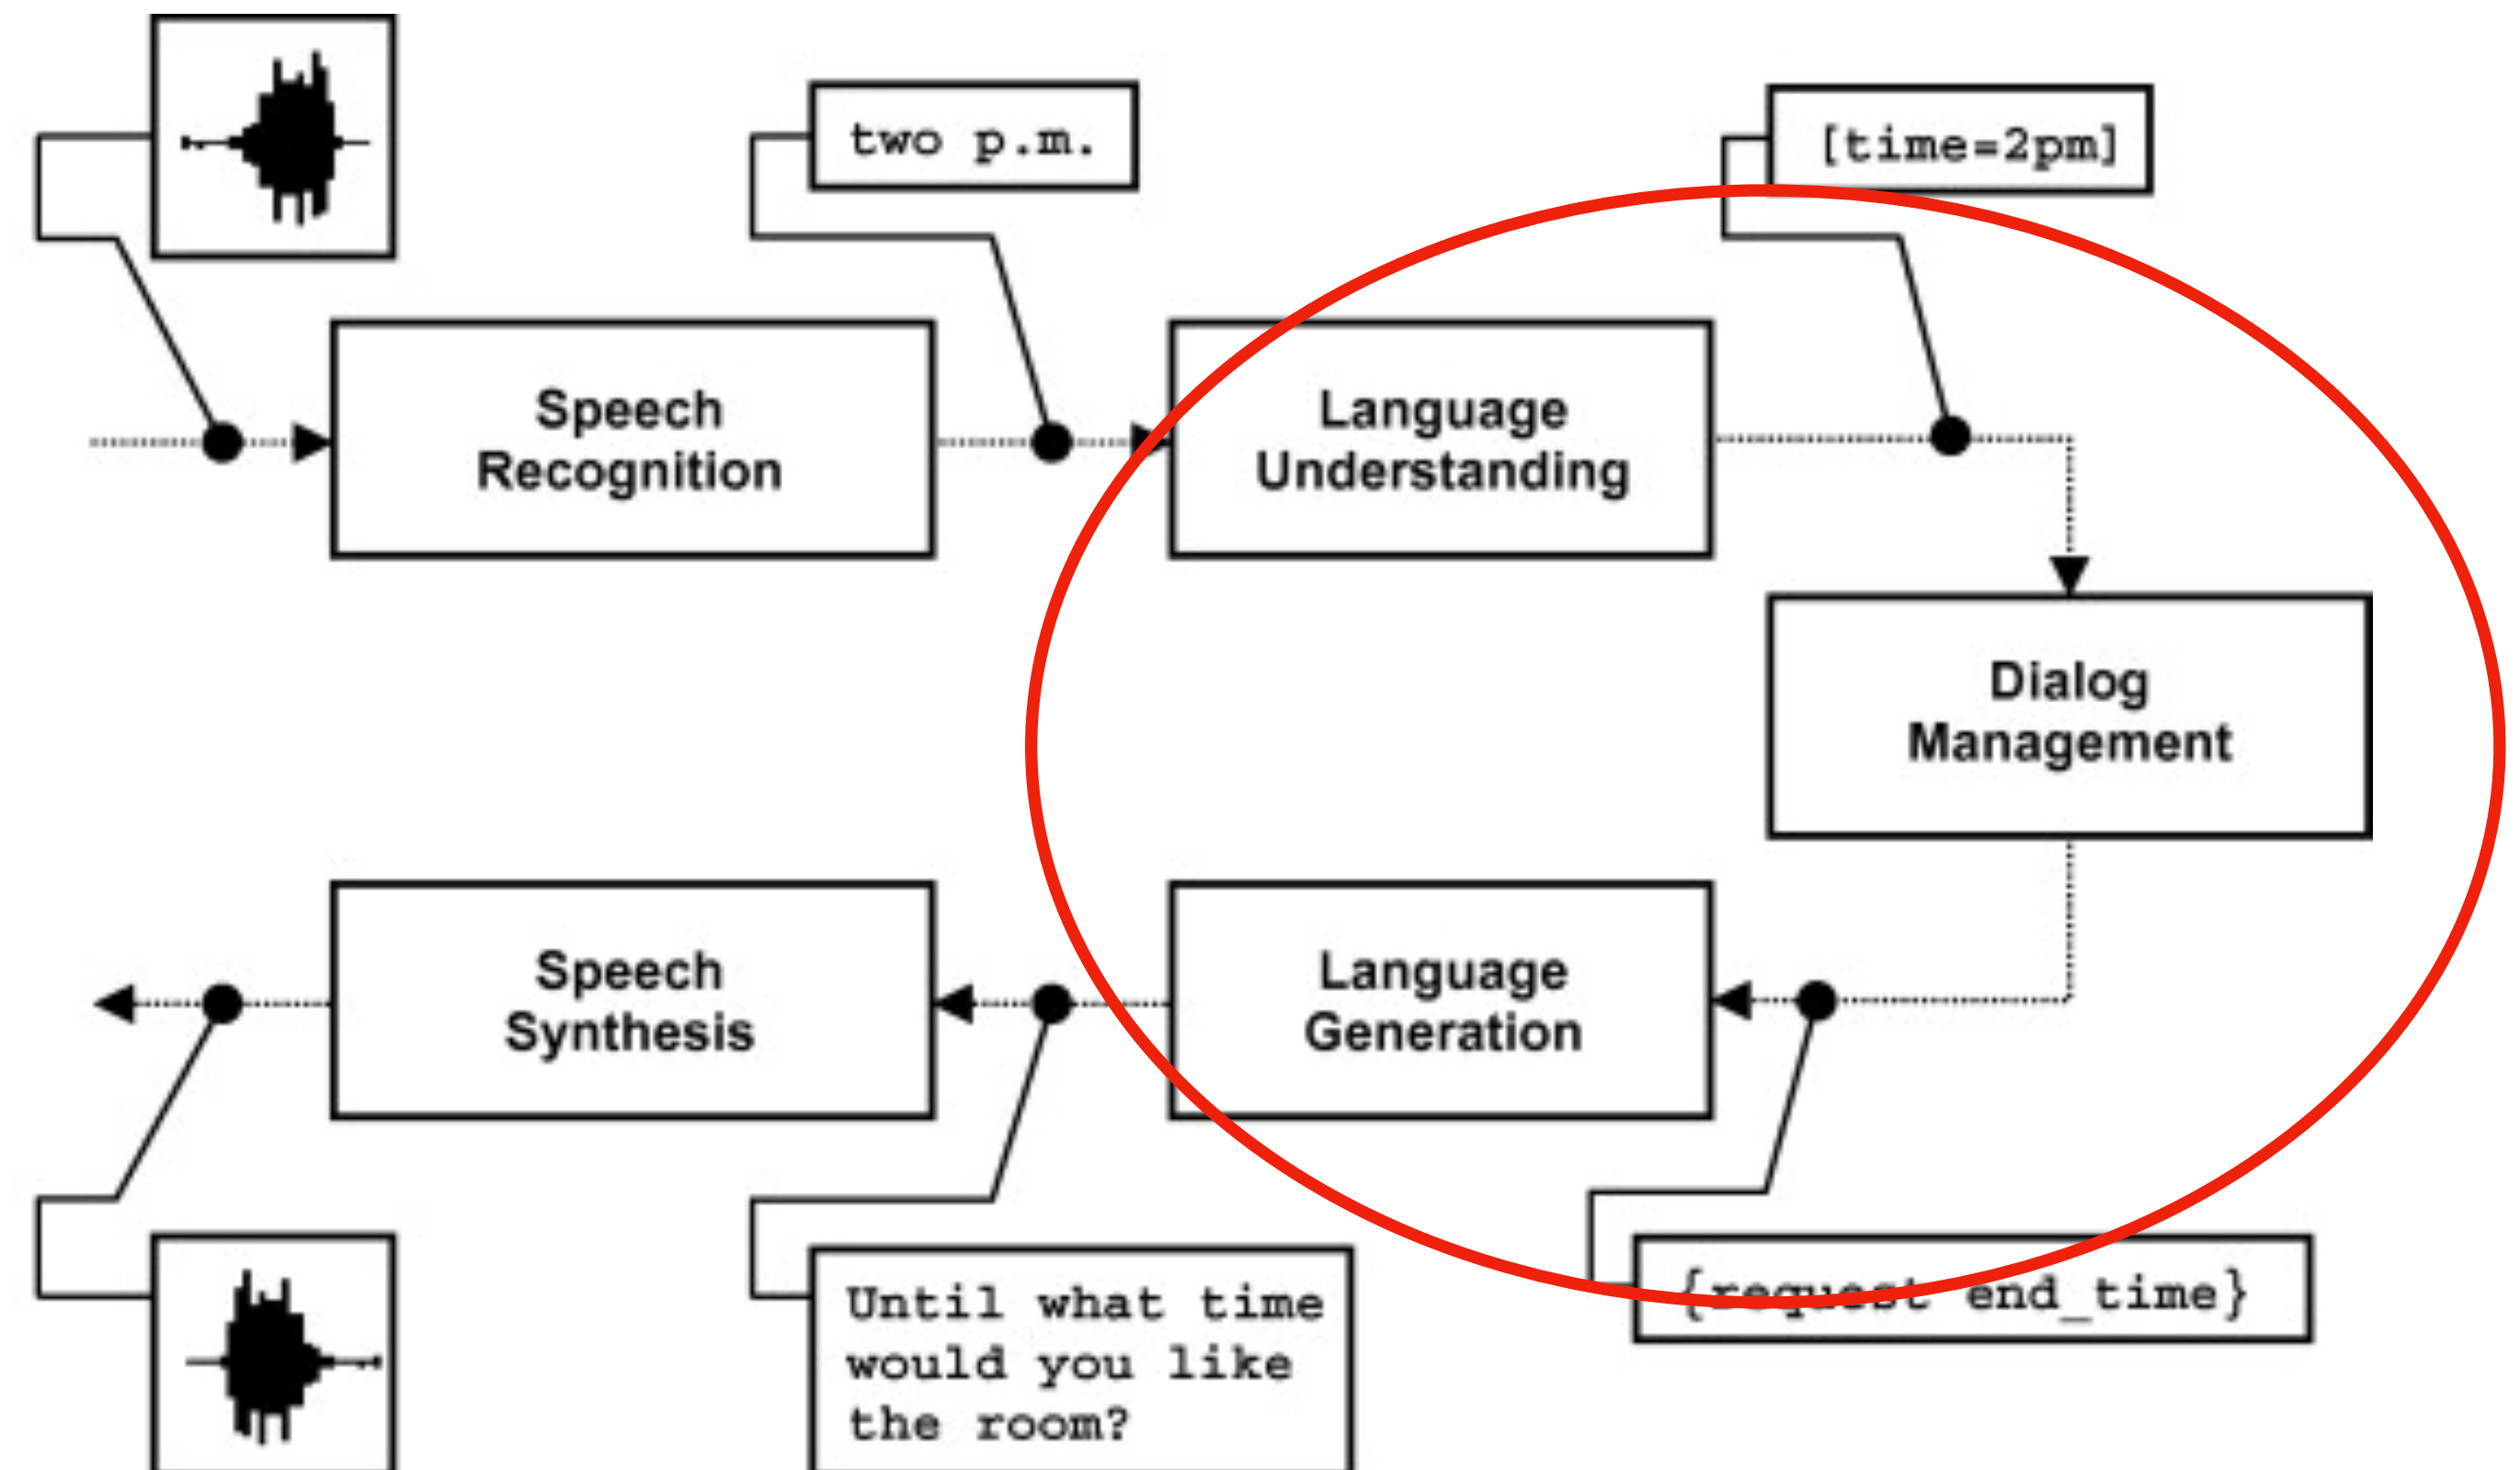 two p.m.
[time=2pm]
Speech
Recognition
Language
Understanding
Dialog
Management
Speech
Synthesis
Language
Generation
Until what time
would you like
the room?
{request end_time}